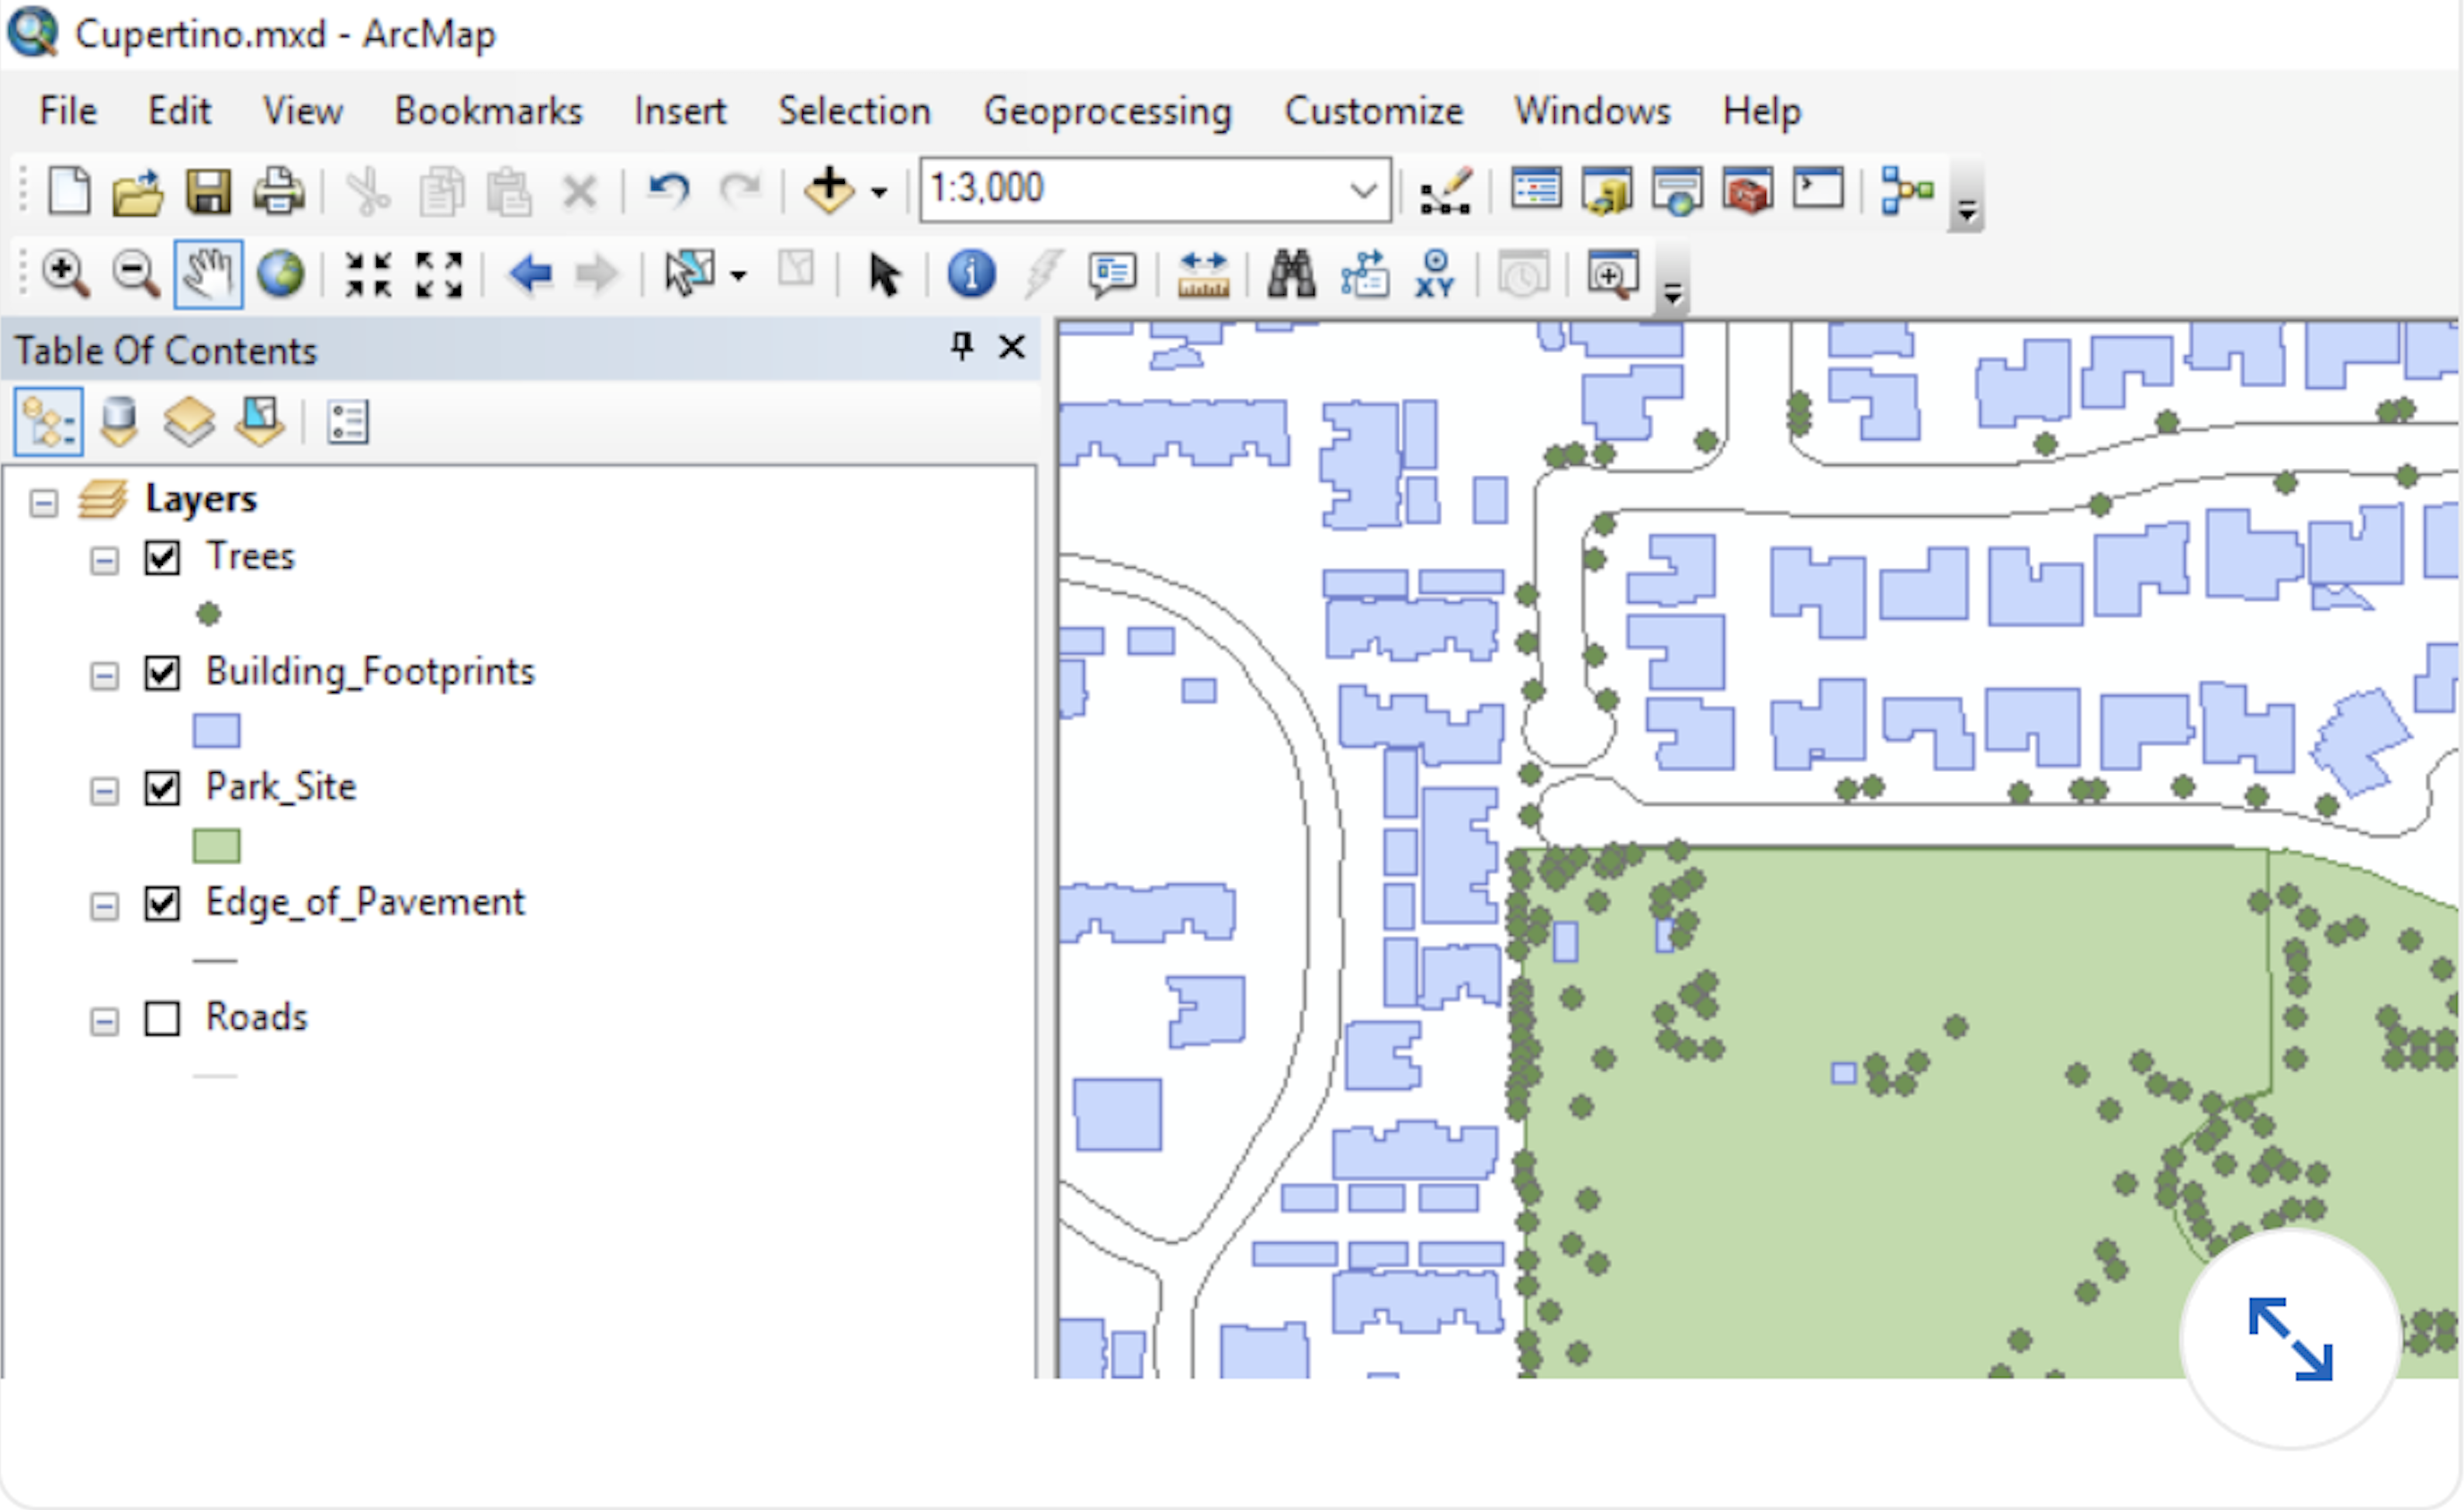 Cupertino.mxd - ArcMap
File Edit View Bookmarks Insert Selection Geoprocessing Customize Windows Help
1:3,000
XY
Table Of Contents
Layers
Trees
Building_Footprints
Park_Site
Edge_of_Pavement
Roads